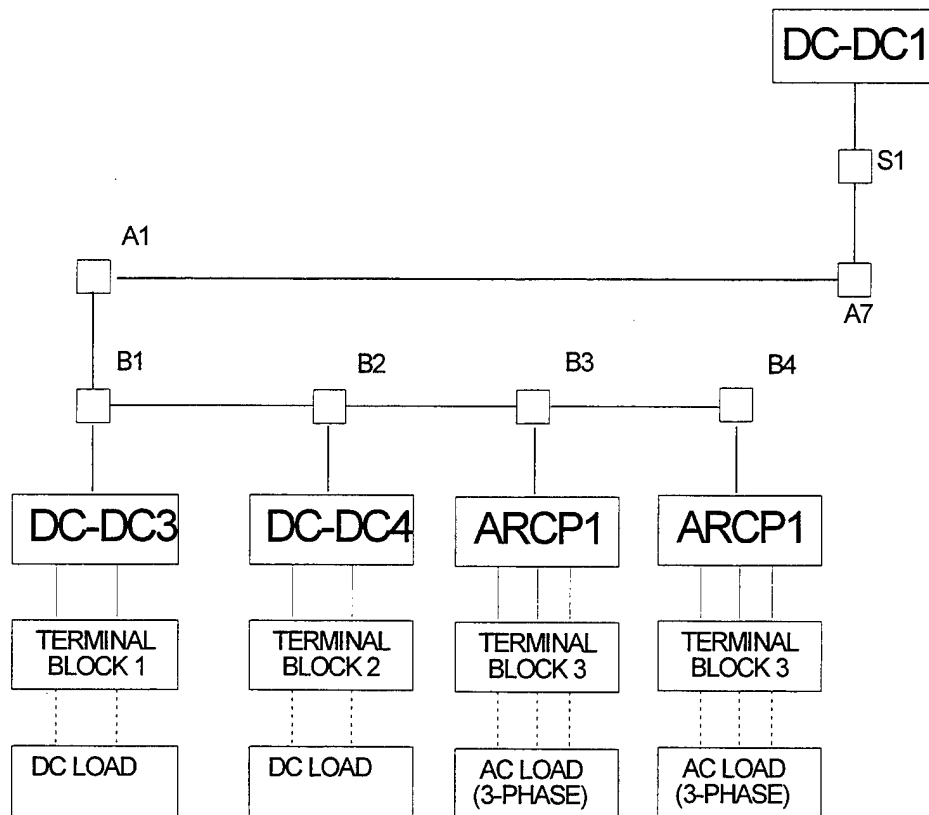 DC-DC1
S1
A1
A7
B1
B2
B3
B4
DC-DC3
DC-DC4
ARCP1
ARCP1
TERMINAL
BLOCK 1
TERMINAL
BLOCK 2
TERMINAL
BLOCK 3
TERMINAL
BLOCK 3
DC LOAD
DC LOAD
AC LOAD
(3-PHASE)
AC LOAD
(3-PHASE)